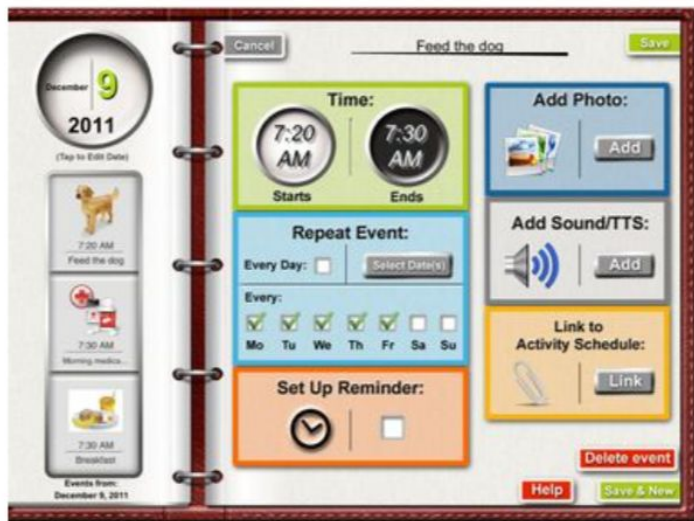 December 9
2011
(Tap to Edit Date)
7:20 AM
Feed the dog
7:30 AM
Morning medica...
7:30 AM
Breakfast
Events from:
December 9, 2011
Cancel
Feed the dog
Save
Time:
7:20
AM
7:30
AM
Starts
Ends
Repeat Event:
Every Day:
Select Date(s)
Every:
Mo Tu We Th Fr Sa Su
Set Up Reminder:
Add Photo:
Add
Add Sound/TTS:
Add
Link to
Activity Schedule:
Link
Delete event
Help
Save & New